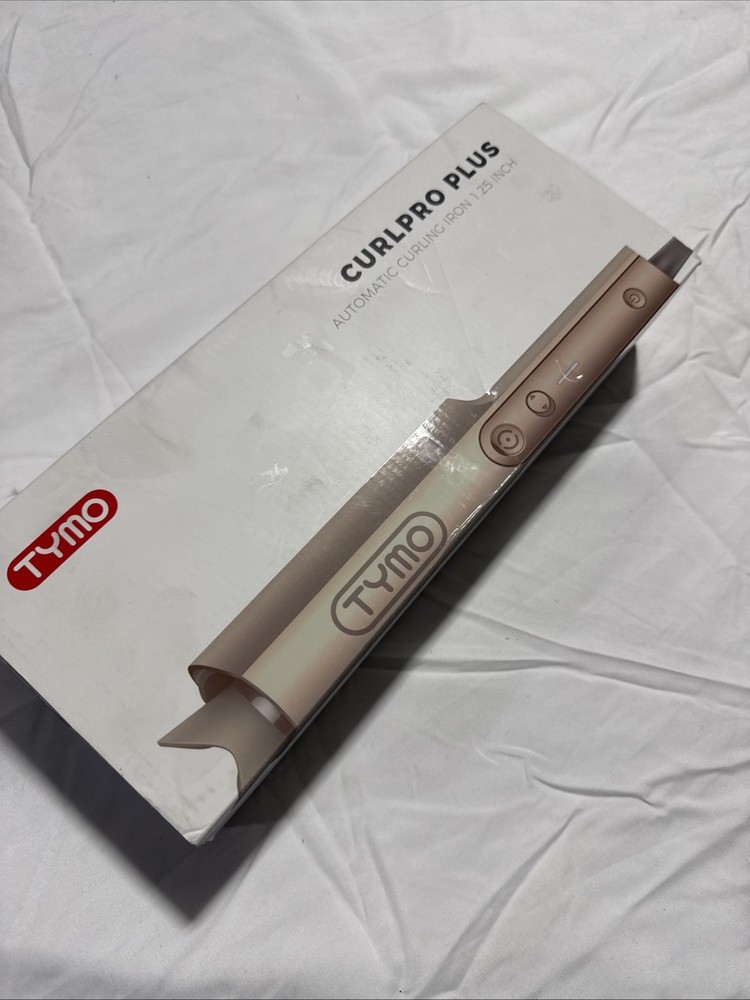 CURLPRO PLUS
AUTOMATIC CURLING IRON 1.25 INCH
TYMO
TYMO